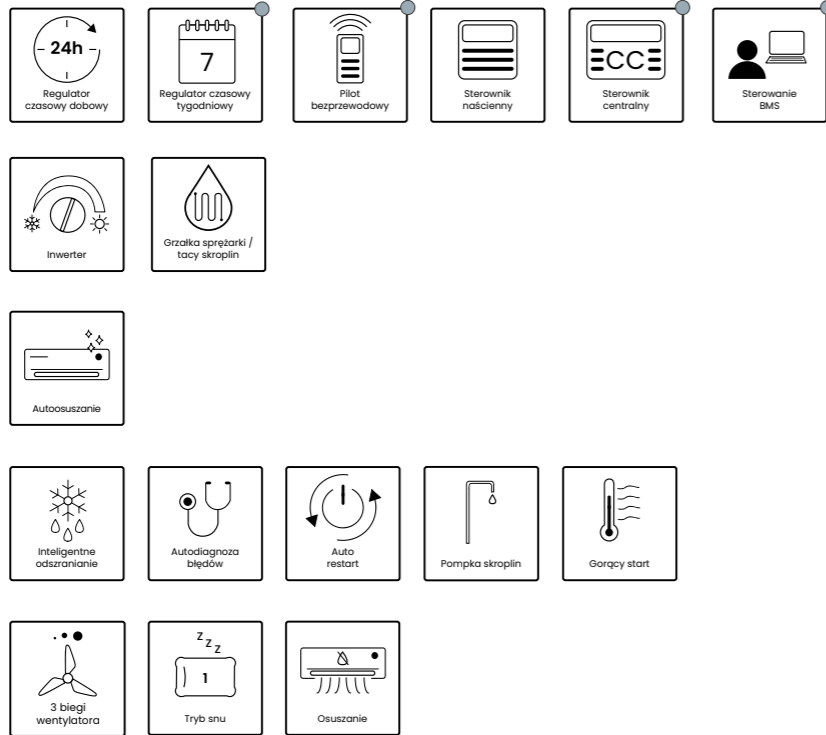 24h
Regulator
czasowy dobowy
7
Regulator czasowy
tygodniowy
Pilot
bezprzewodowy
Sterownik
naścienny
CC
Sterownik
centralny
Sterowanie
BMS
Inwerter
Grzałka sprężarki /
tacy skroplin
Autoosuszanie
Inteligentne
odszranianie
Autodiagnoza
błędów
Auto
restart
Pompka skroplin
Gorący start
3 biegi
wentylatora
z z z
1
Tryb snu
Osuszanie